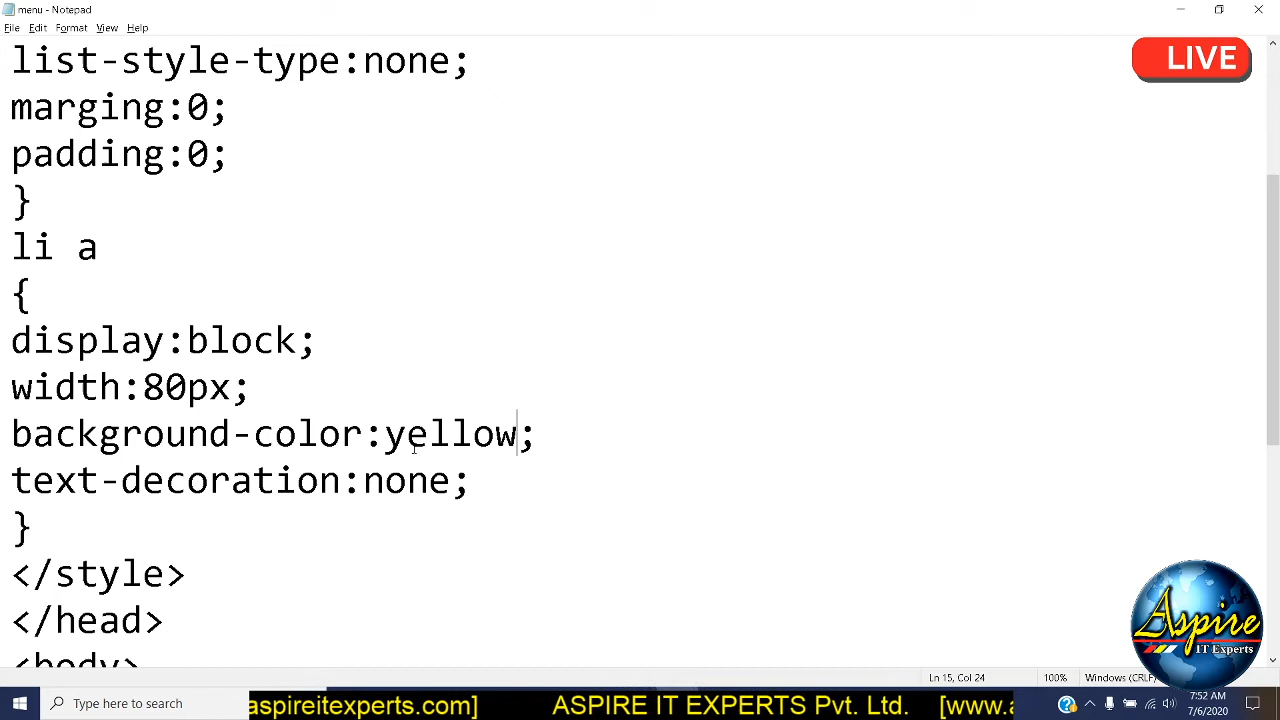 menu - Notepad
File Edit Format View Help
LIVE
list-style-type:none;
marging:0;
padding:0;
}
li a
{
display:block;
width:80px;
background-color:yellow;
text-decoration:none;
}
</style>
</head>
<body>
Aspire
IT Experts
Ln 15, Col 24
100%
Windows (CRLF)
Type here to search
aspireitexperts.com] ASPIRE IT EXPERTS Pvt. Ltd. [www.a
7:52 AM
7/6/2020